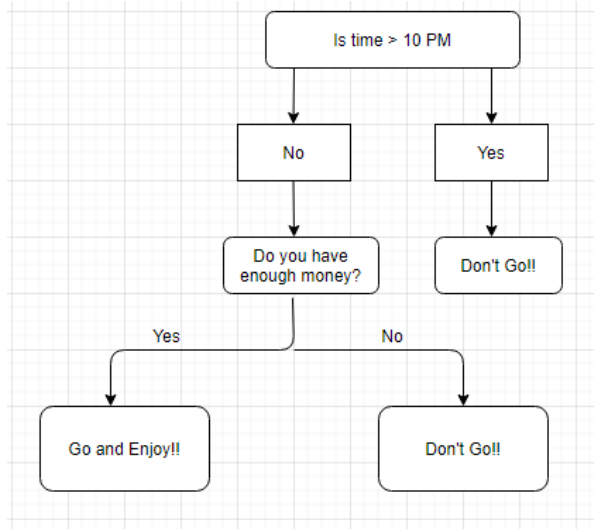 Is time > 10 PM
No
Yes
Do you have
enough money?
Don't Go!!
Yes
No
Go and Enjoy!!
Don't Go!!